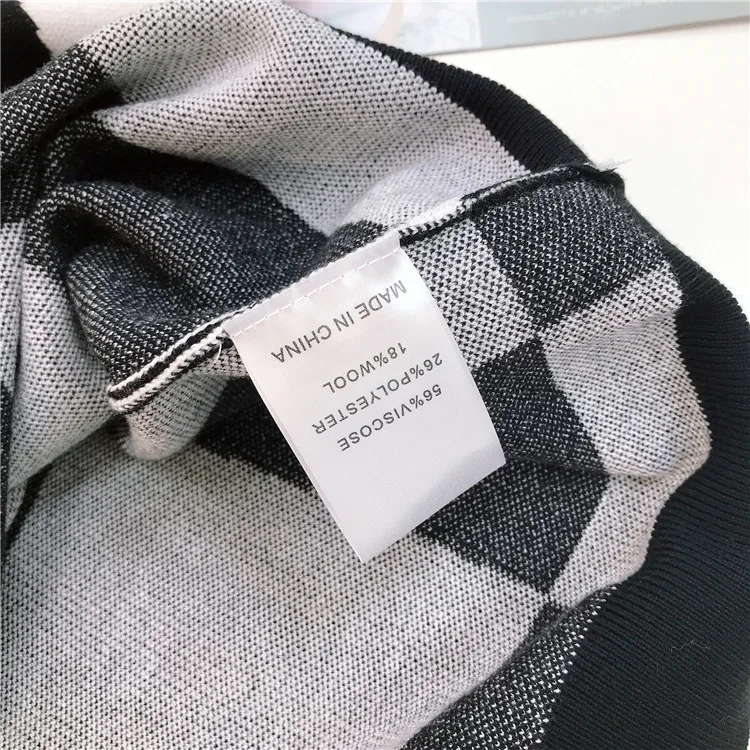 56%VISCOSE
26%POLYESTER
18%WOOL
MADE IN CHINA